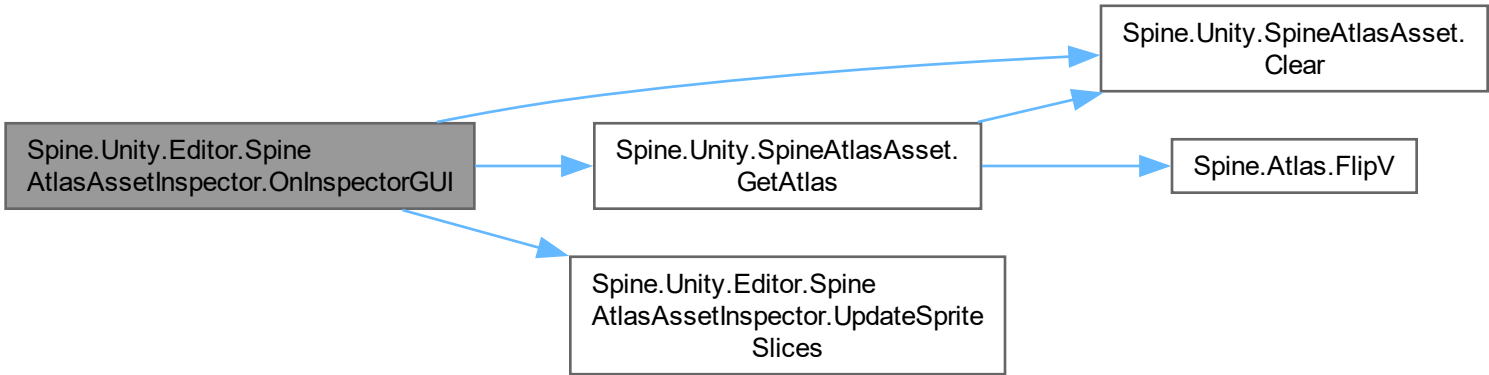 Spine.Unity.Editor.Spine
AtlasAssetInspector.OnInspectorGUI
Spine.Unity.SpineAtlasAsset.
Clear
Spine.Unity.SpineAtlasAsset.
GetAtlas
Spine.Atlas.FlipV
Spine.Unity.Editor.Spine
AtlasAssetInspector.UpdateSprite
Slices